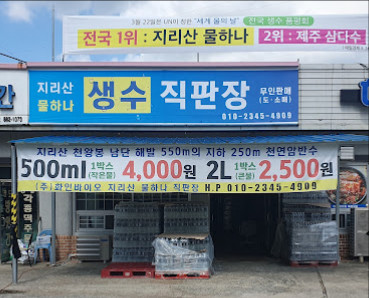 3월 22일은 UN이 정한 "세계 물의 날" 전국 생수 품평회
전국 1위 : 지리산 물하나 2위 : 제주 삼다수
지리산 물하나 생수 직판장 무인판매 (도·소매)
010-2345-4909
지리산 천왕봉 남단 해발 550m의 지하 250m 천연암반수
500ml 1박스 (작은물) 4,000원 2L 1박스 (큰물) 2,500원
(주)화인바이오 지리산 물하나 직판장 H.P 010-2345-4909